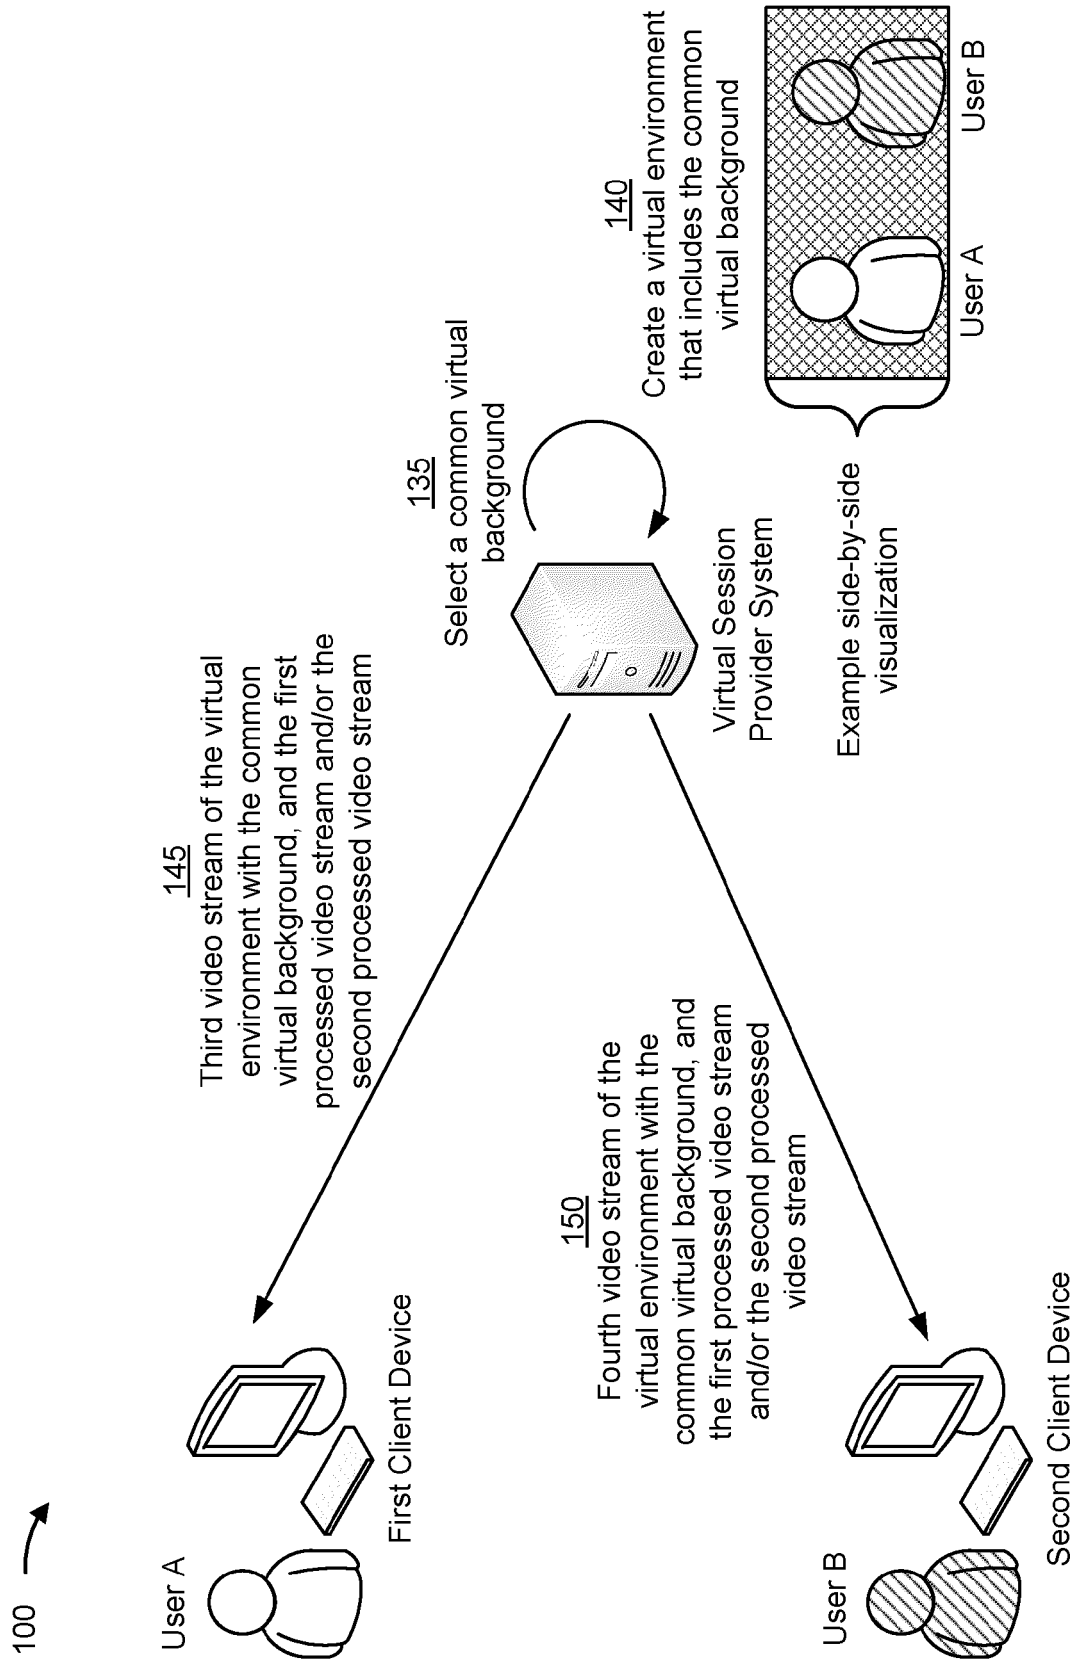 100
User A
First Client Device
145
Third video stream of the virtual
environment with the common
virtual background, and the first
processed video stream and/or the
second processed video stream
135
Select a common virtual
background
Virtual Session
Provider System
140
Create a virtual environment
that includes the common
virtual background
User A
User B
Example side-by-side
visualization
150
Fourth video stream of the
virtual environment with the
common virtual background, and
the first processed video stream
and/or the second processed
video stream
User B
Second Client Device